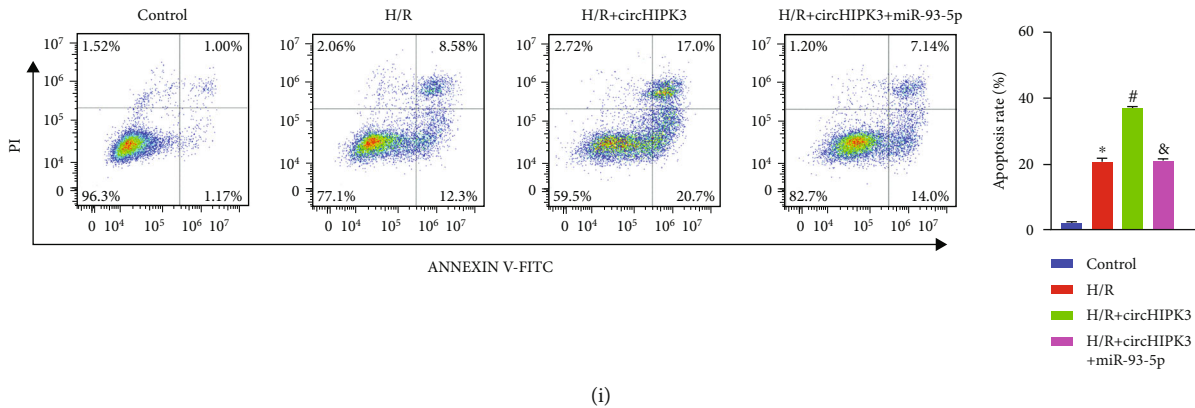 Control
H/R
H/R+circHIPK3
H/R+circHIPK3+miR-93-5p
PI
10⁷
10⁶
10⁵
10⁴
0
1.52%
1.00%
96.3%
1.17%
0 10⁴ 10⁵ 10⁶ 10⁷
10⁷
10⁶
10⁵
10⁴
0
2.06%
8.58%
77.1%
12.3%
0 10⁴ 10⁵ 10⁶ 10⁷
10⁷
10⁶
10⁵
10⁴
0
2.72%
17.0%
59.5%
20.7%
0 10⁴ 10⁵ 10⁶ 10⁷
10⁷
10⁶
10⁵
10⁴
0
1.20%
7.14%
82.7%
14.0%
0 10⁴ 10⁵ 10⁶ 10⁷
ANNEXIN V-FITC
Apoptosis rate (%)
60
40
20
0
*
#
&
Control
H/R
H/R+circHIPK3
H/R+circHIPK3
+miR-93-5p
(i)